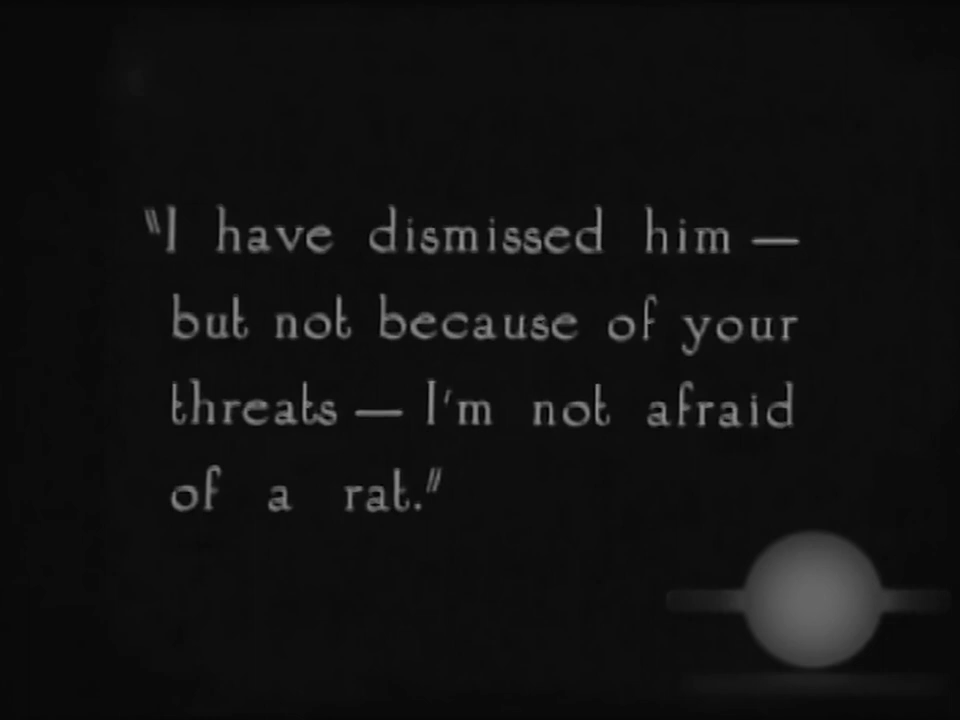 "I have dismissed him —
but not because of your
threats — I'm not afraid
of a rat."